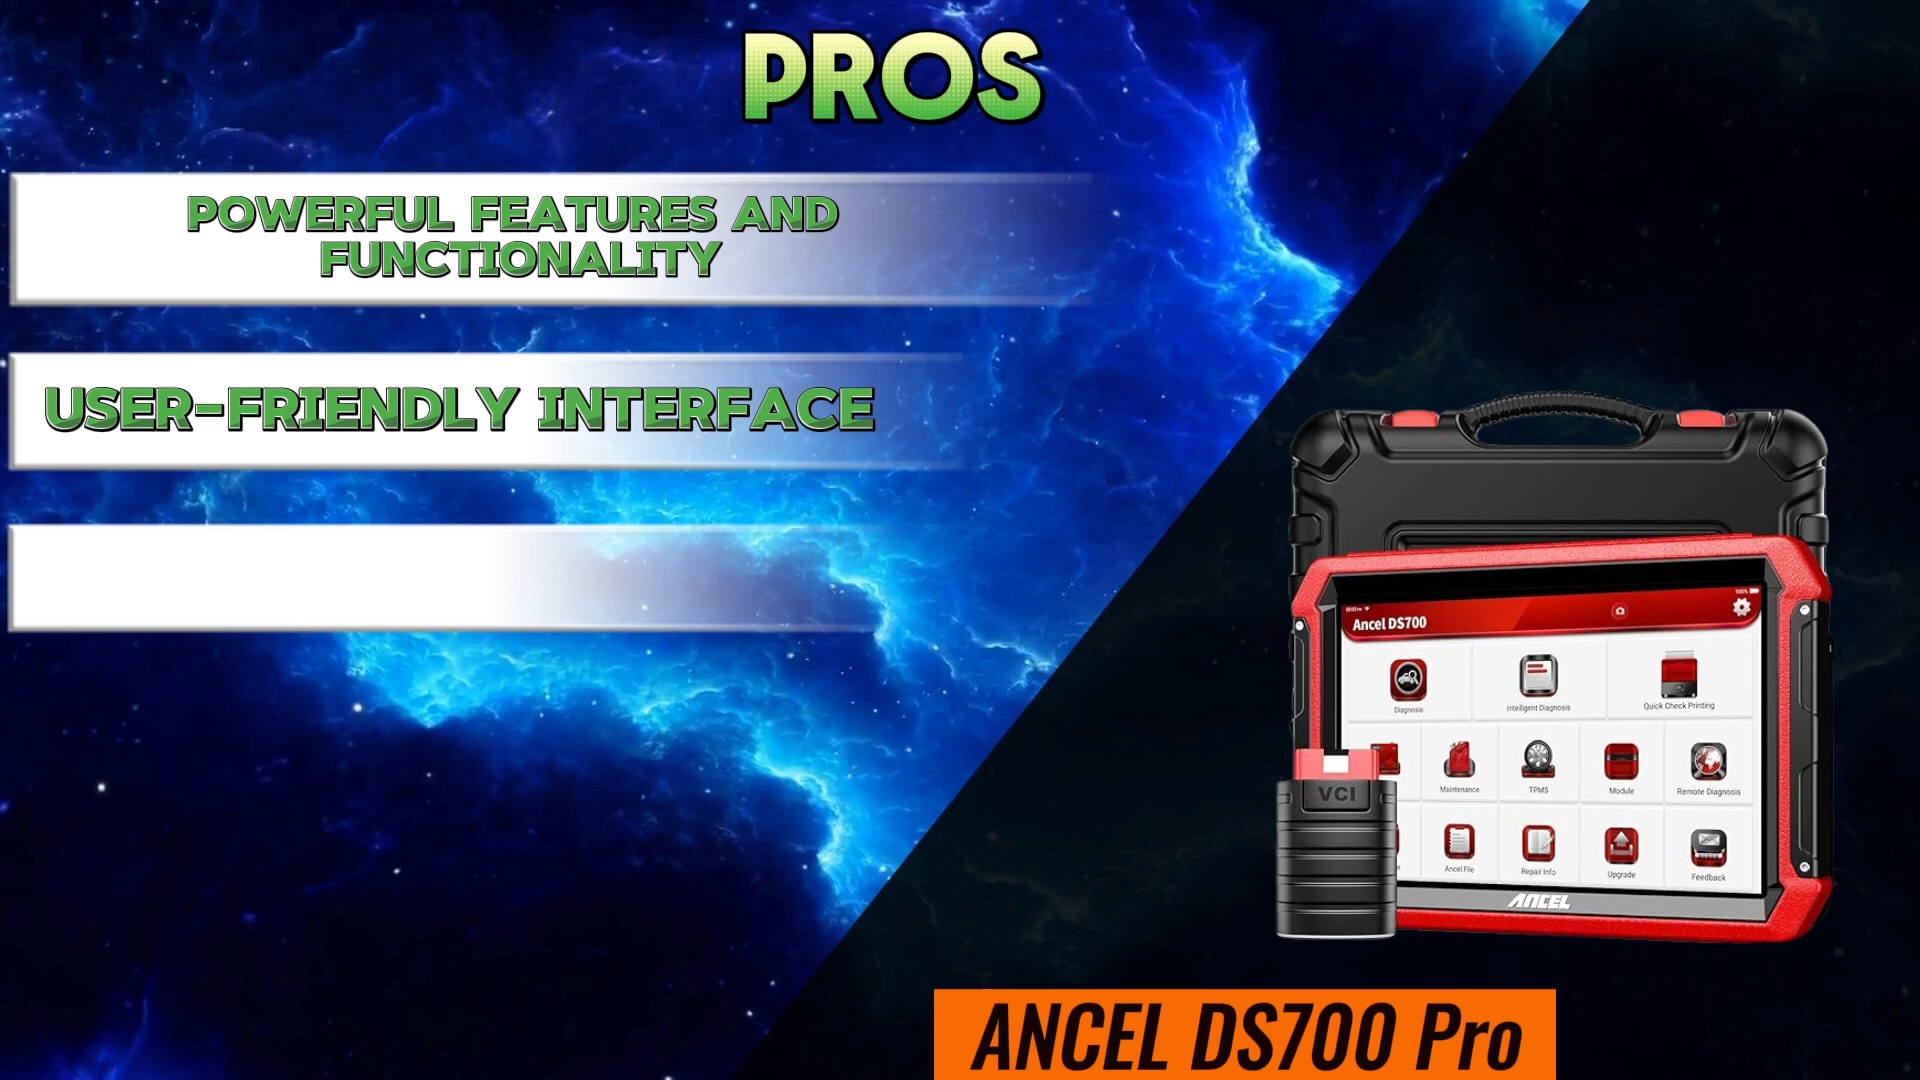 PROS
POWERFUL FEATURES AND
FUNCTIONALITY
USER-FRIENDLY INTERFACE
100%
Ancel DS700
Diagnosis
Intelligent Diagnosis
Quick Check Printing
Maintenance
TPMS
Module
Remote Diagnosis
VCI
Ancel File
Repair Info
Upgrade
Feedback
ANCEL
ANCEL DS700 Pro